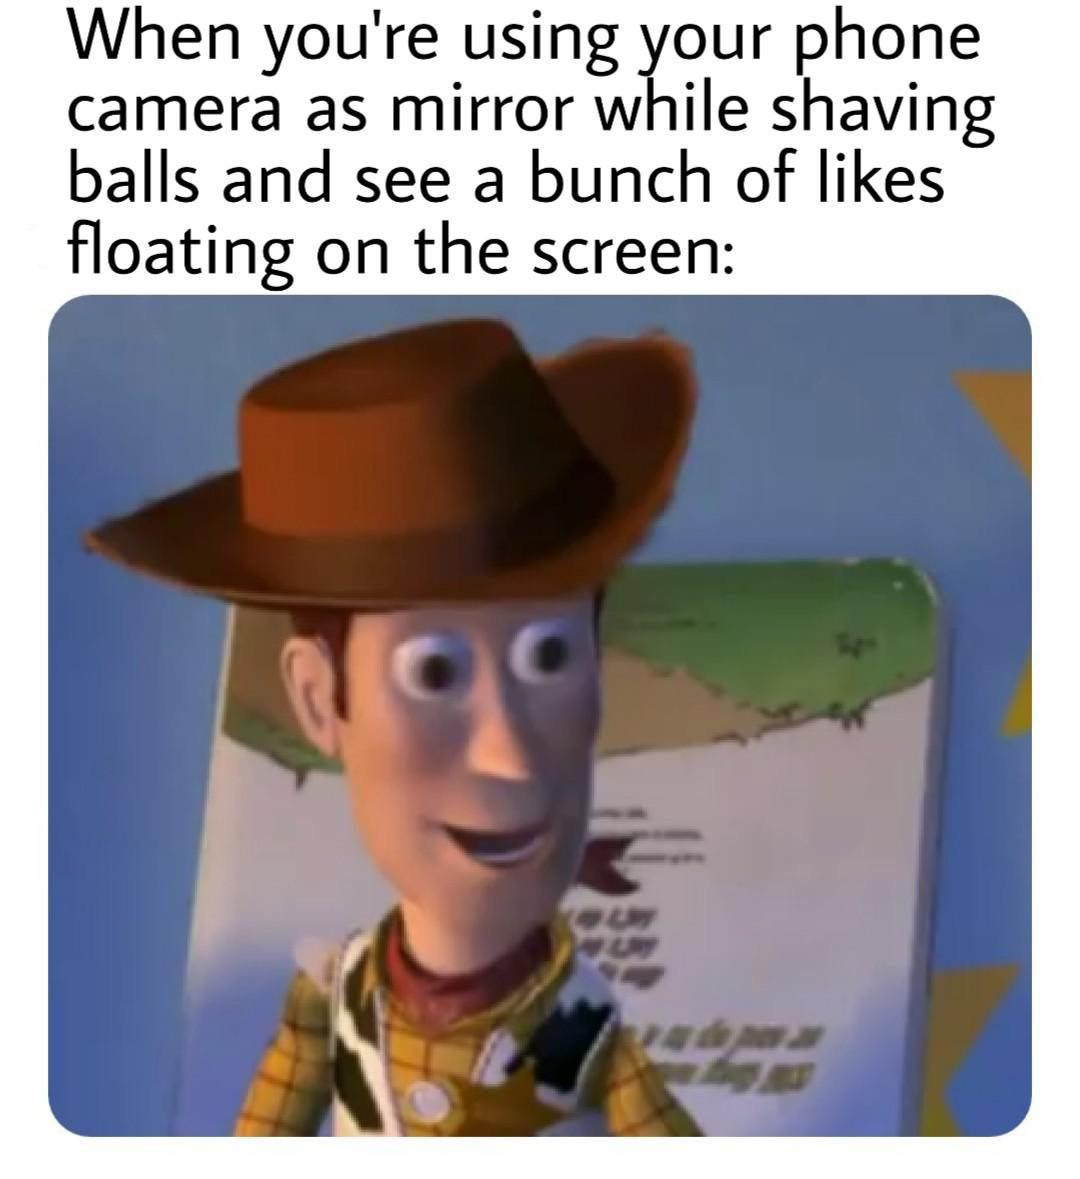 When you're using your phone
camera as mirror while shaving
balls and see a bunch of likes
floating on the screen: